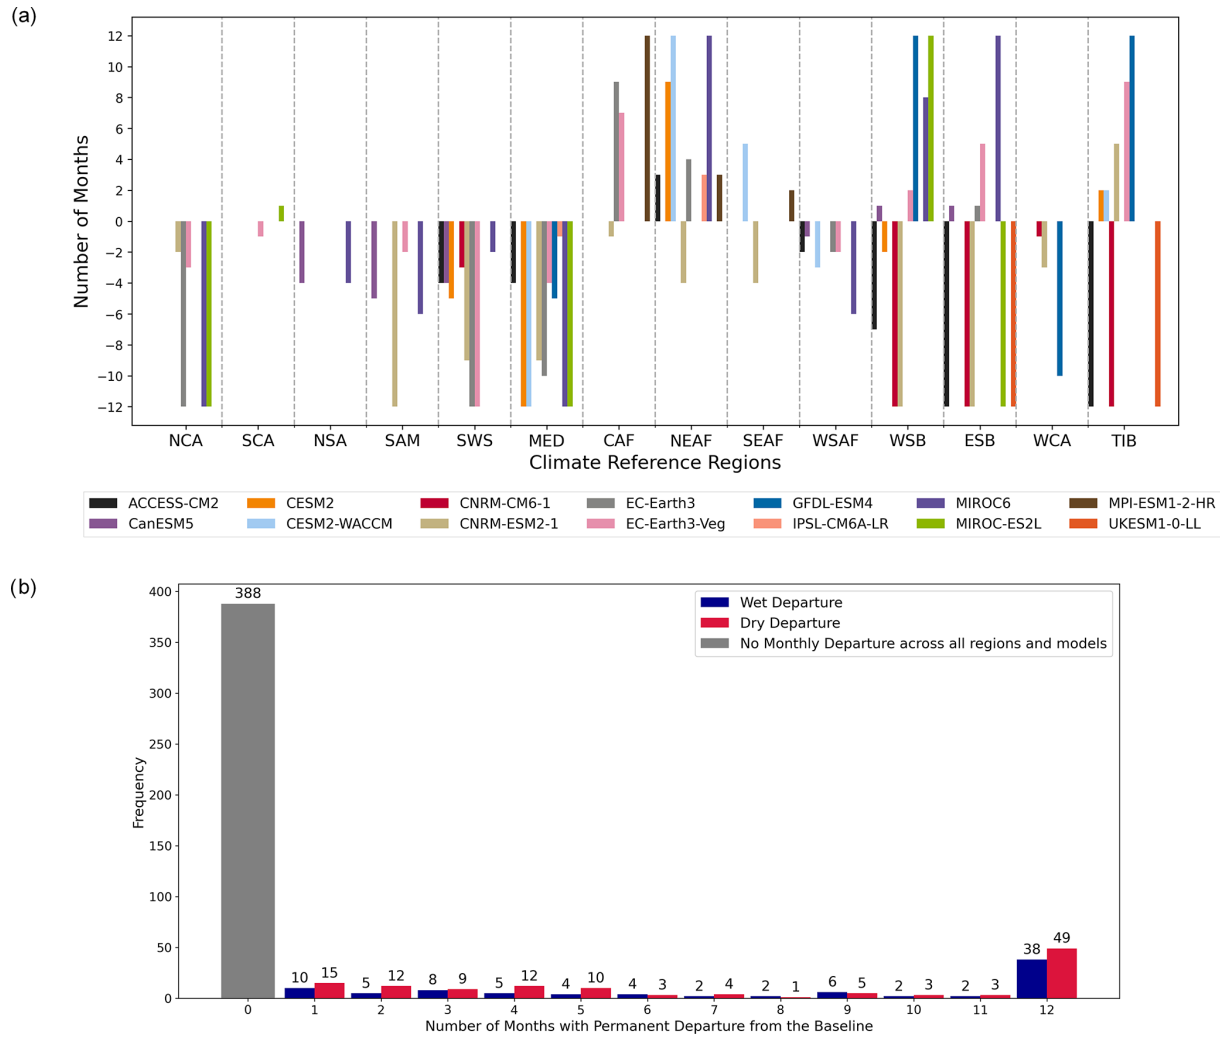 (a)
Number of Months
12
10
8
6
4
2
0
−2
−4
−6
−8
−10
−12
NCA SCA NSA SAM SWS MED CAF NEAF SEAF WSAF WSB ESB WCA TIB
Climate Reference Regions
ACCESS-CM2 CESM2 CNRM-CM6-1 EC-Earth3 GFDL-ESM4 MIROC6 MPI-ESM1-2-HR
CanESM5 CESM2-WACCM CNRM-ESM2-1 EC-Earth3-Veg IPSL-CM6A-LR MIROC-ES2L UKESM1-0-LL
(b)
Frequency
400
350
300
250
200
150
100
50
0
Wet Departure
Dry Departure
No Monthly Departure across all regions and models
388
10 15 5 12 8 9 5 12 4 10 4 3 2 4 2 1 6 5 2 3 2 3 38 49
0 1 2 3 4 5 6 7 8 9 10 11 12
Number of Months with Permanent Departure from the Baseline